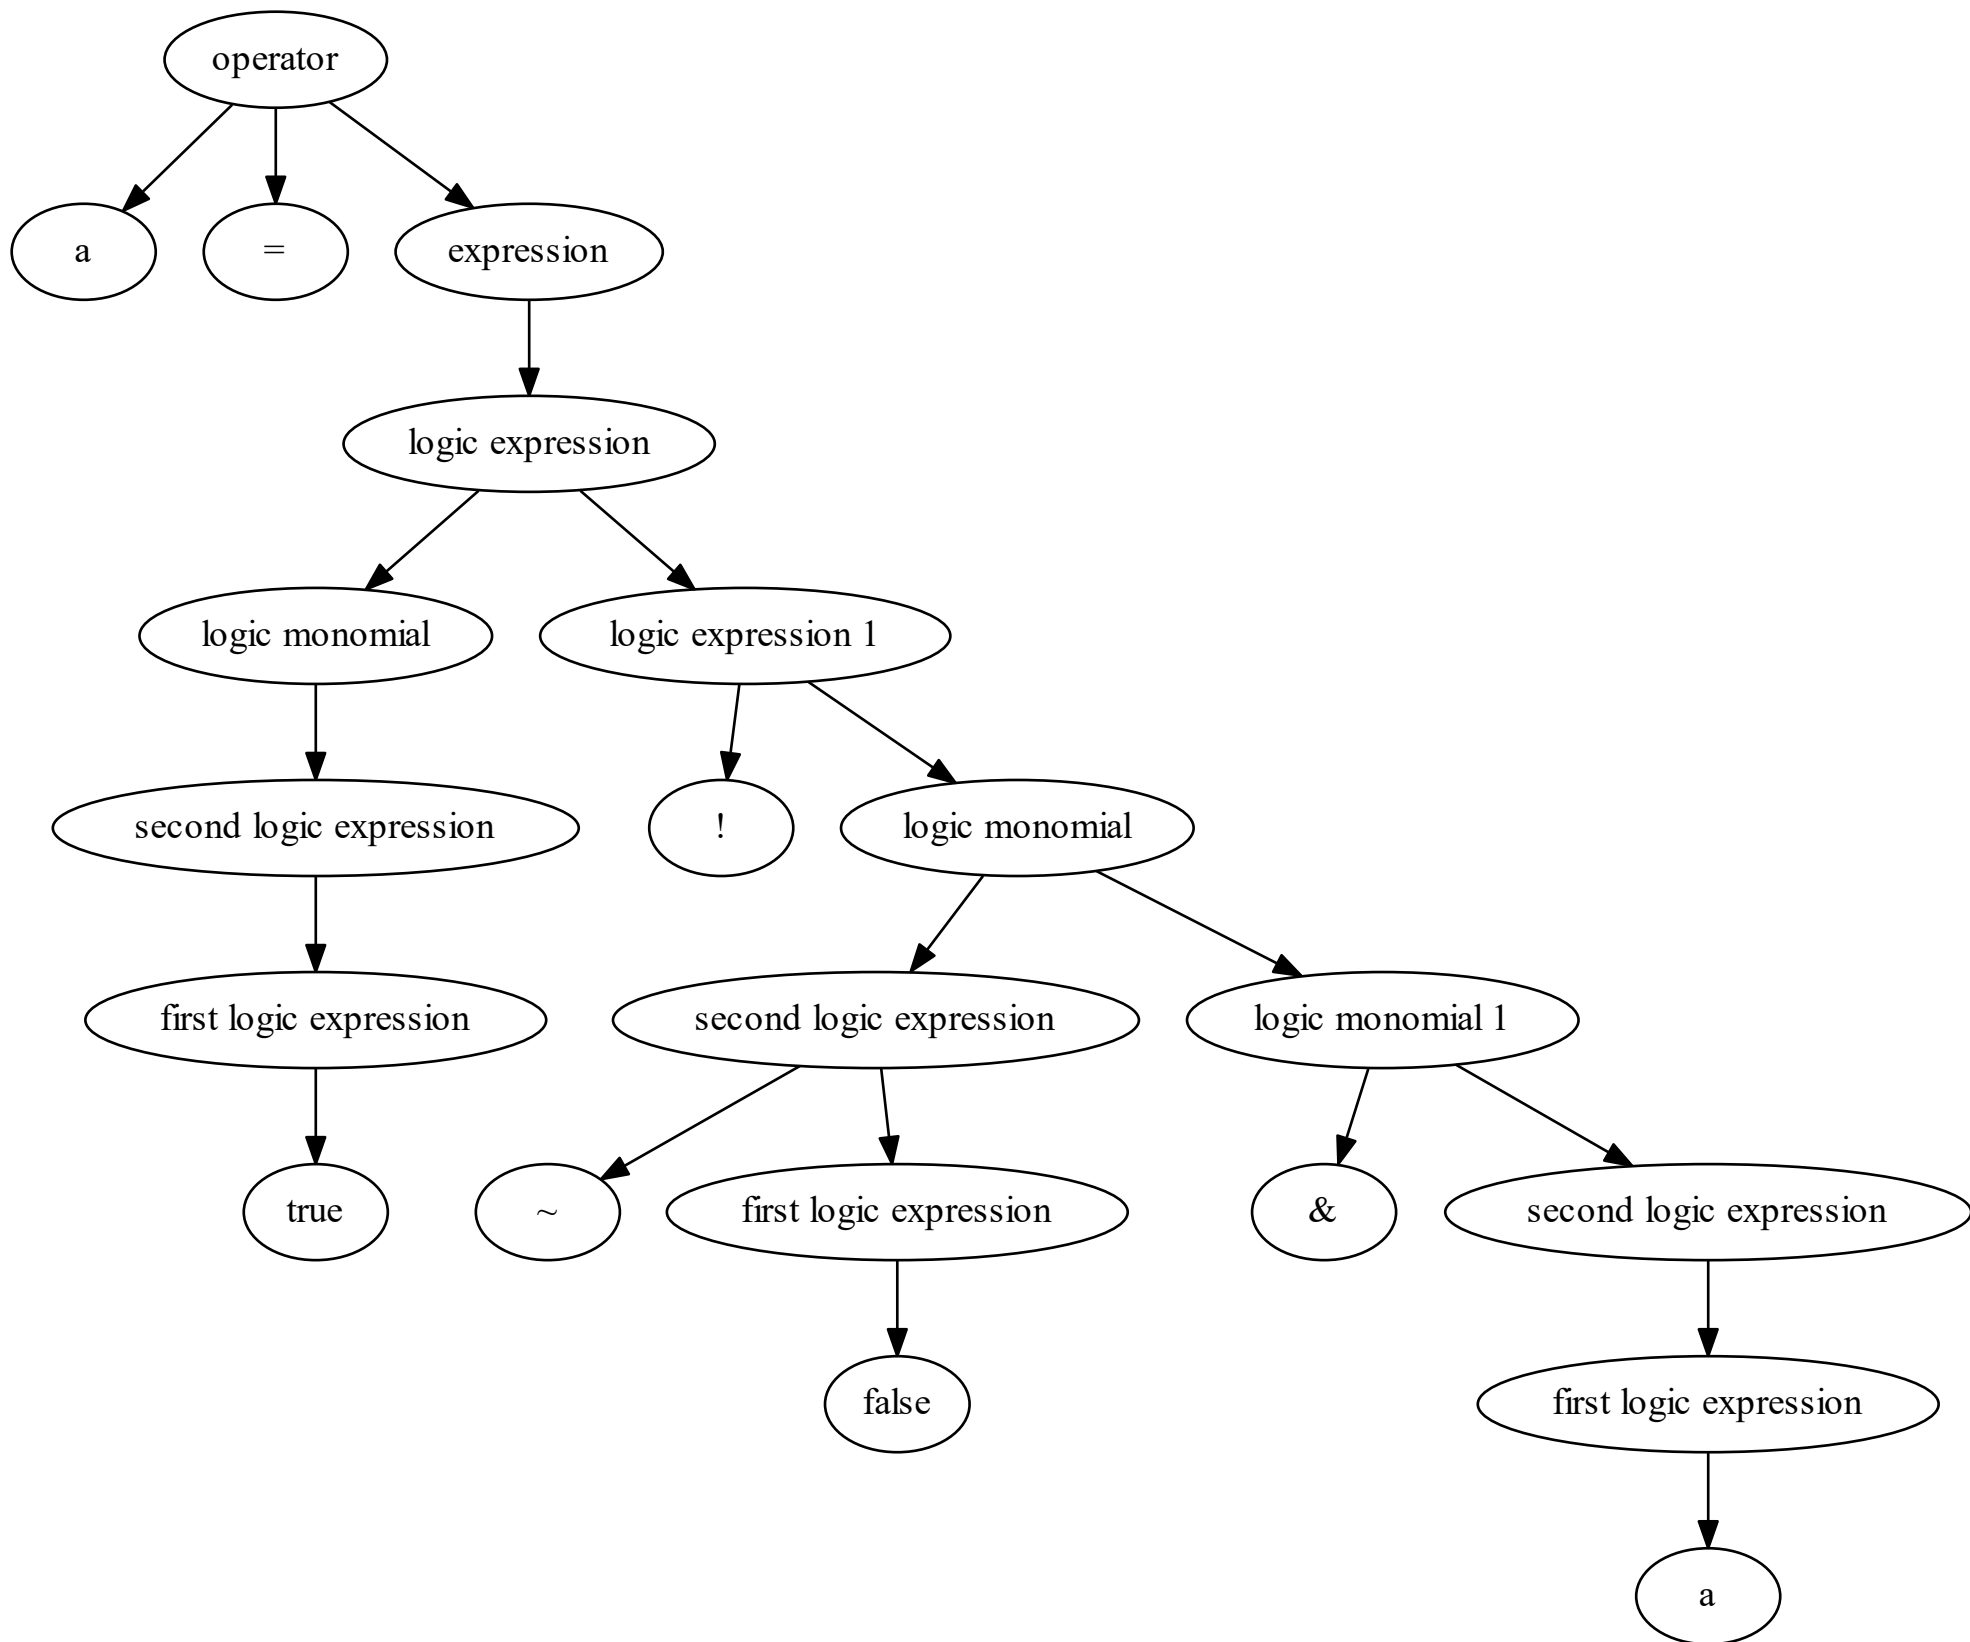 operator
a
=
expression
logic expression
logic monomial
logic expression 1
second logic expression
!
logic monomial
first logic expression
second logic expression
logic monomial 1
true
~
first logic expression
&
second logic expression
false
first logic expression
a